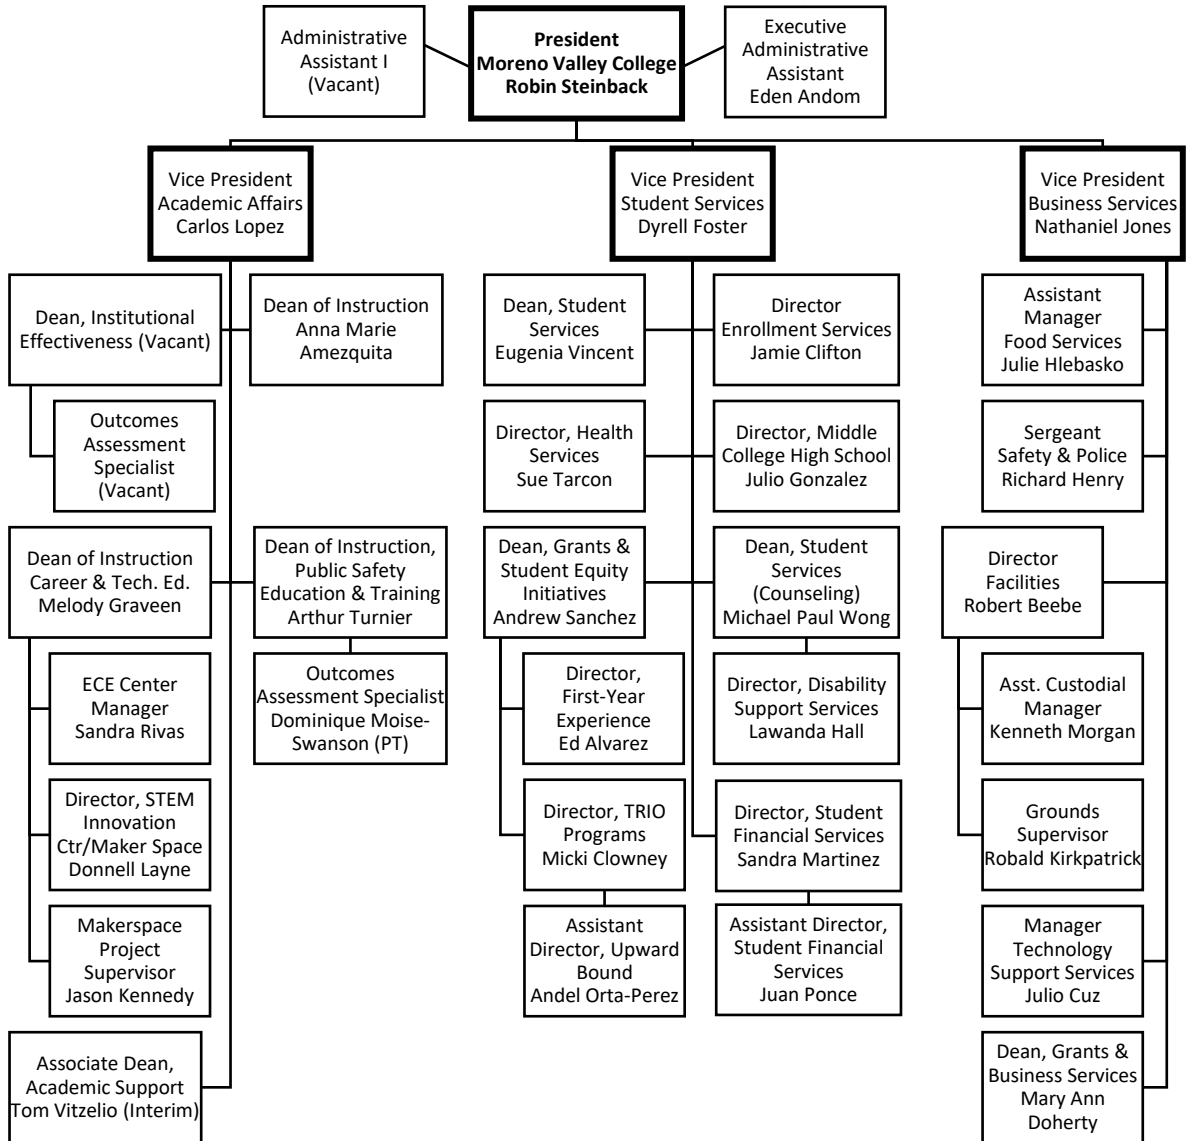 Administrative
Assistant I
(Vacant)
President
Moreno Valley College
Robin Steinback
Executive
Administrative
Assistant
Eden Andom
Vice President
Academic Affairs
Carlos Lopez
Vice President
Student Services
Dyrell Foster
Vice President
Business Services
Nathaniel Jones
Dean, Institutional
Effectiveness (Vacant)
Dean of Instruction
Anna Marie
Amezquita
Dean, Student
Services
Eugenia Vincent
Director
Enrollment Services
Jamie Clifton
Assistant
Manager
Food Services
Julie Hlebasko
Outcomes
Assessment
Specialist
(Vacant)
Director, Health
Services
Sue Tarcon
Director, Middle
College High School
Julio Gonzalez
Sergeant
Safety & Police
Richard Henry
Dean of Instruction
Career & Tech. Ed.
Melody Graveen
Dean of Instruction,
Public Safety
Education & Training
Arthur Turnier
Dean, Grants &
Student Equity
Initiatives
Andrew Sanchez
Dean, Student
Services
(Counseling)
Michael Paul Wong
Director
Facilities
Robert Beebe
ECE Center
Manager
Sandra Rivas
Outcomes
Assessment Specialist
Dominique Moise-
Swanson (PT)
Director,
First-Year
Experience
Ed Alvarez
Director, Disability
Support Services
Lawanda Hall
Asst. Custodial
Manager
Kenneth Morgan
Director, STEM
Innovation
Ctr/Maker Space
Donnell Layne
Director, TRIO
Programs
Micki Clowney
Director, Student
Financial Services
Sandra Martinez
Grounds
Supervisor
Robald Kirkpatrick
Makerspace
Project
Supervisor
Jason Kennedy
Assistant
Director, Upward
Bound
Andel Orta-Perez
Assistant Director,
Student Financial
Services
Juan Ponce
Manager
Technology
Support Services
Julio Cuz
Associate Dean,
Academic Support
Tom Vitzelio (Interim)
Dean, Grants &
Business Services
Mary Ann
Doherty